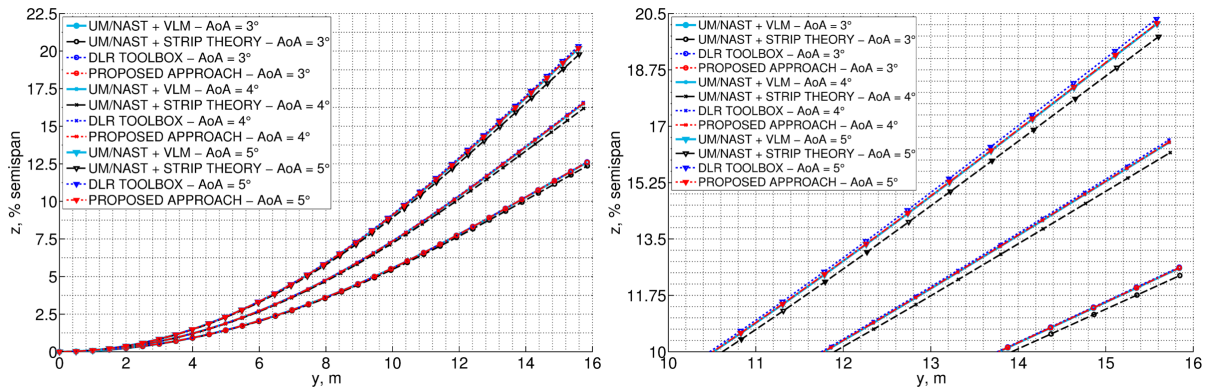 25
22.5
20
17.5
15
12.5
10
7.5
5
2.5
0
z, % semispan
UM/NAST + VLM – AoA = 3°
UM/NAST + STRIP THEORY – AoA = 3°
DLR TOOLBOX – AoA = 3°
PROPOSED APPROACH – AoA = 3°
UM/NAST + VLM – AoA = 4°
UM/NAST + STRIP THEORY – AoA = 4°
DLR TOOLBOX – AoA = 4°
PROPOSED APPROACH – AoA = 4°
UM/NAST + VLM – AoA = 5°
UM/NAST + STRIP THEORY – AoA = 5°
DLR TOOLBOX – AoA = 5°
PROPOSED APPROACH – AoA = 5°
0 2 4 6 8 10 12 14 16
y, m
20.5
18.75
17
15.25
13.5
11.75
10
z, % semispan
UM/NAST + VLM – AoA = 3°
UM/NAST + STRIP THEORY – AoA = 3°
DLR TOOLBOX – AoA = 3°
PROPOSED APPROACH – AoA = 3°
UM/NAST + VLM – AoA = 4°
UM/NAST + STRIP THEORY – AoA = 4°
DLR TOOLBOX – AoA = 4°
PROPOSED APPROACH – AoA = 4°
UM/NAST + VLM – AoA = 5°
UM/NAST + STRIP THEORY – AoA = 5°
DLR TOOLBOX – AoA = 5°
PROPOSED APPROACH – AoA = 5°
10 11 12 13 14 15 16
y, m